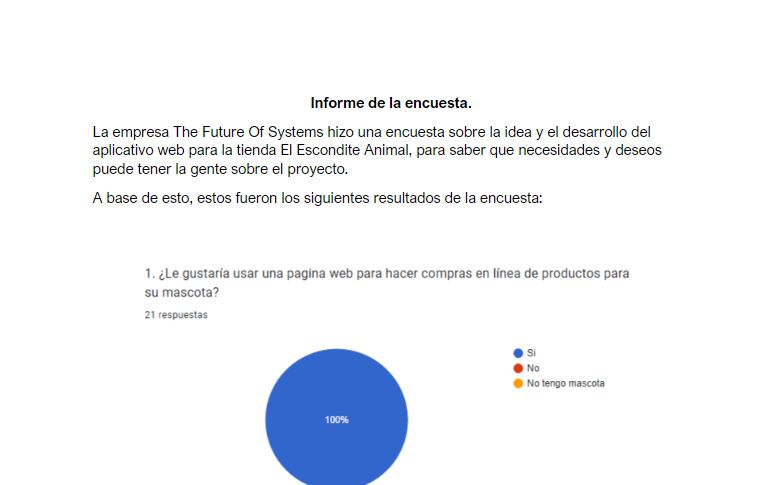 Informe de la encuesta.
La empresa The Future Of Systems hizo una encuesta sobre la idea y el desarrollo del
aplicativo web para la tienda El Escondite Animal, para saber que necesidades y deseos
puede tener la gente sobre el proyecto.
A base de esto, estos fueron los siguientes resultados de la encuesta:
1. ¿Le gustaría usar una pagina web para hacer compras en línea de productos para
su mascota?
21 respuestas
Si
No
No tengo mascota
100%